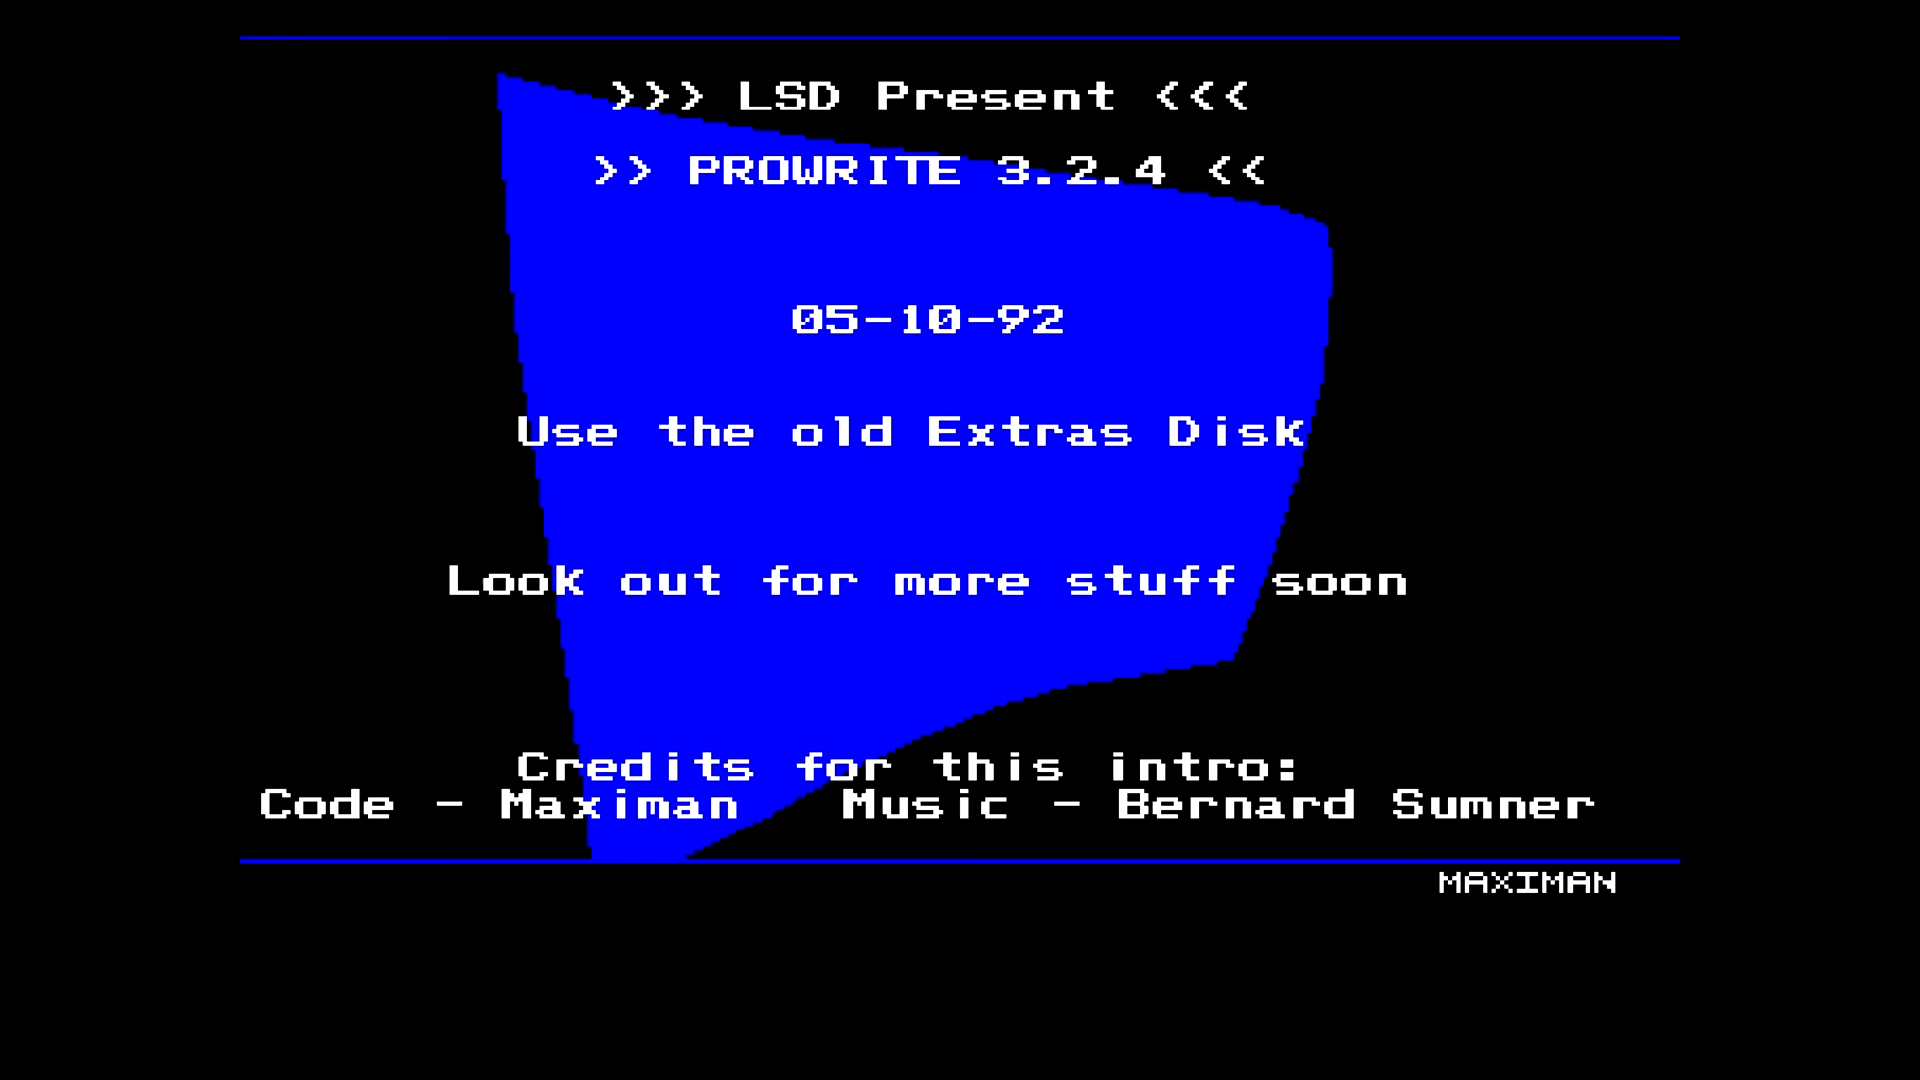 >>> LSD Present <<<
>> PROWRITE 3.2.4 <<
05-10-92
Use the old Extras Disk
Look out for more stuff soon
Credits for this intro:
Code - Maximan   Music - Bernard Sumner
MAXIMAN